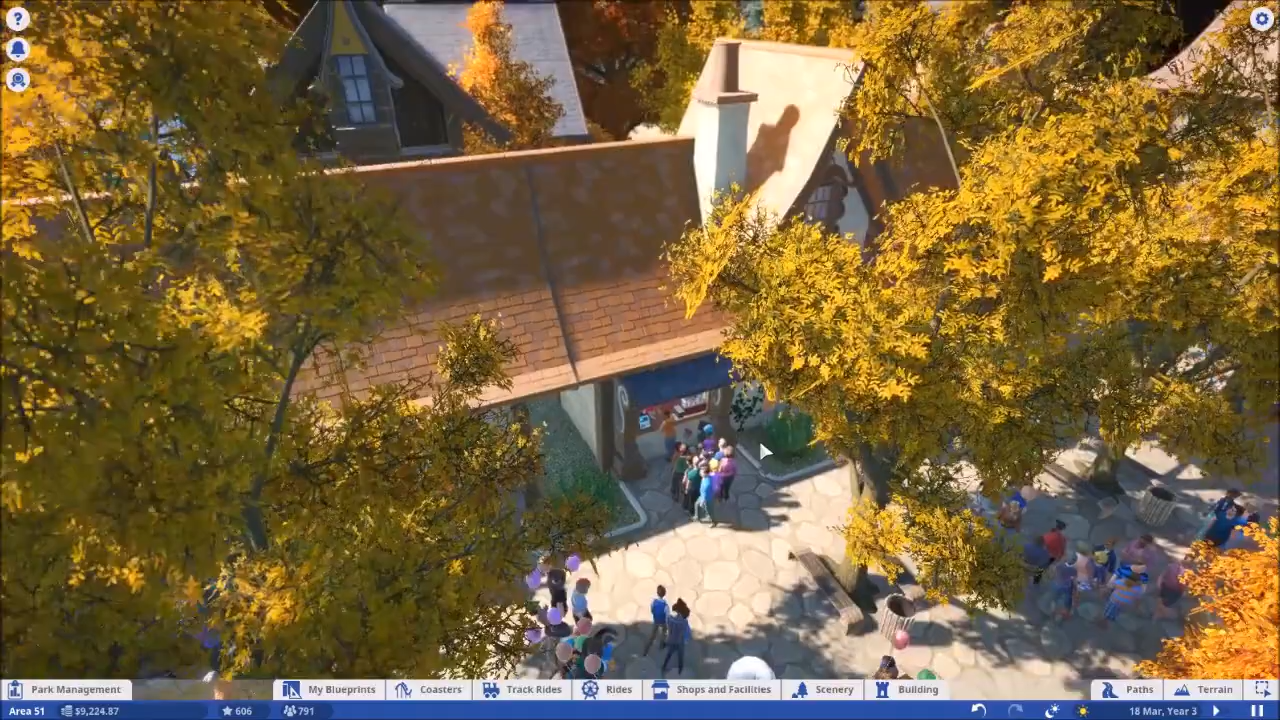 ?
Park Management
My Blueprints
Coasters
Track Rides
Rides
Shops and Facilities
Scenery
Building
Paths
Terrain
Area 51
$9,224.87
606
791
18 Mar, Year 3